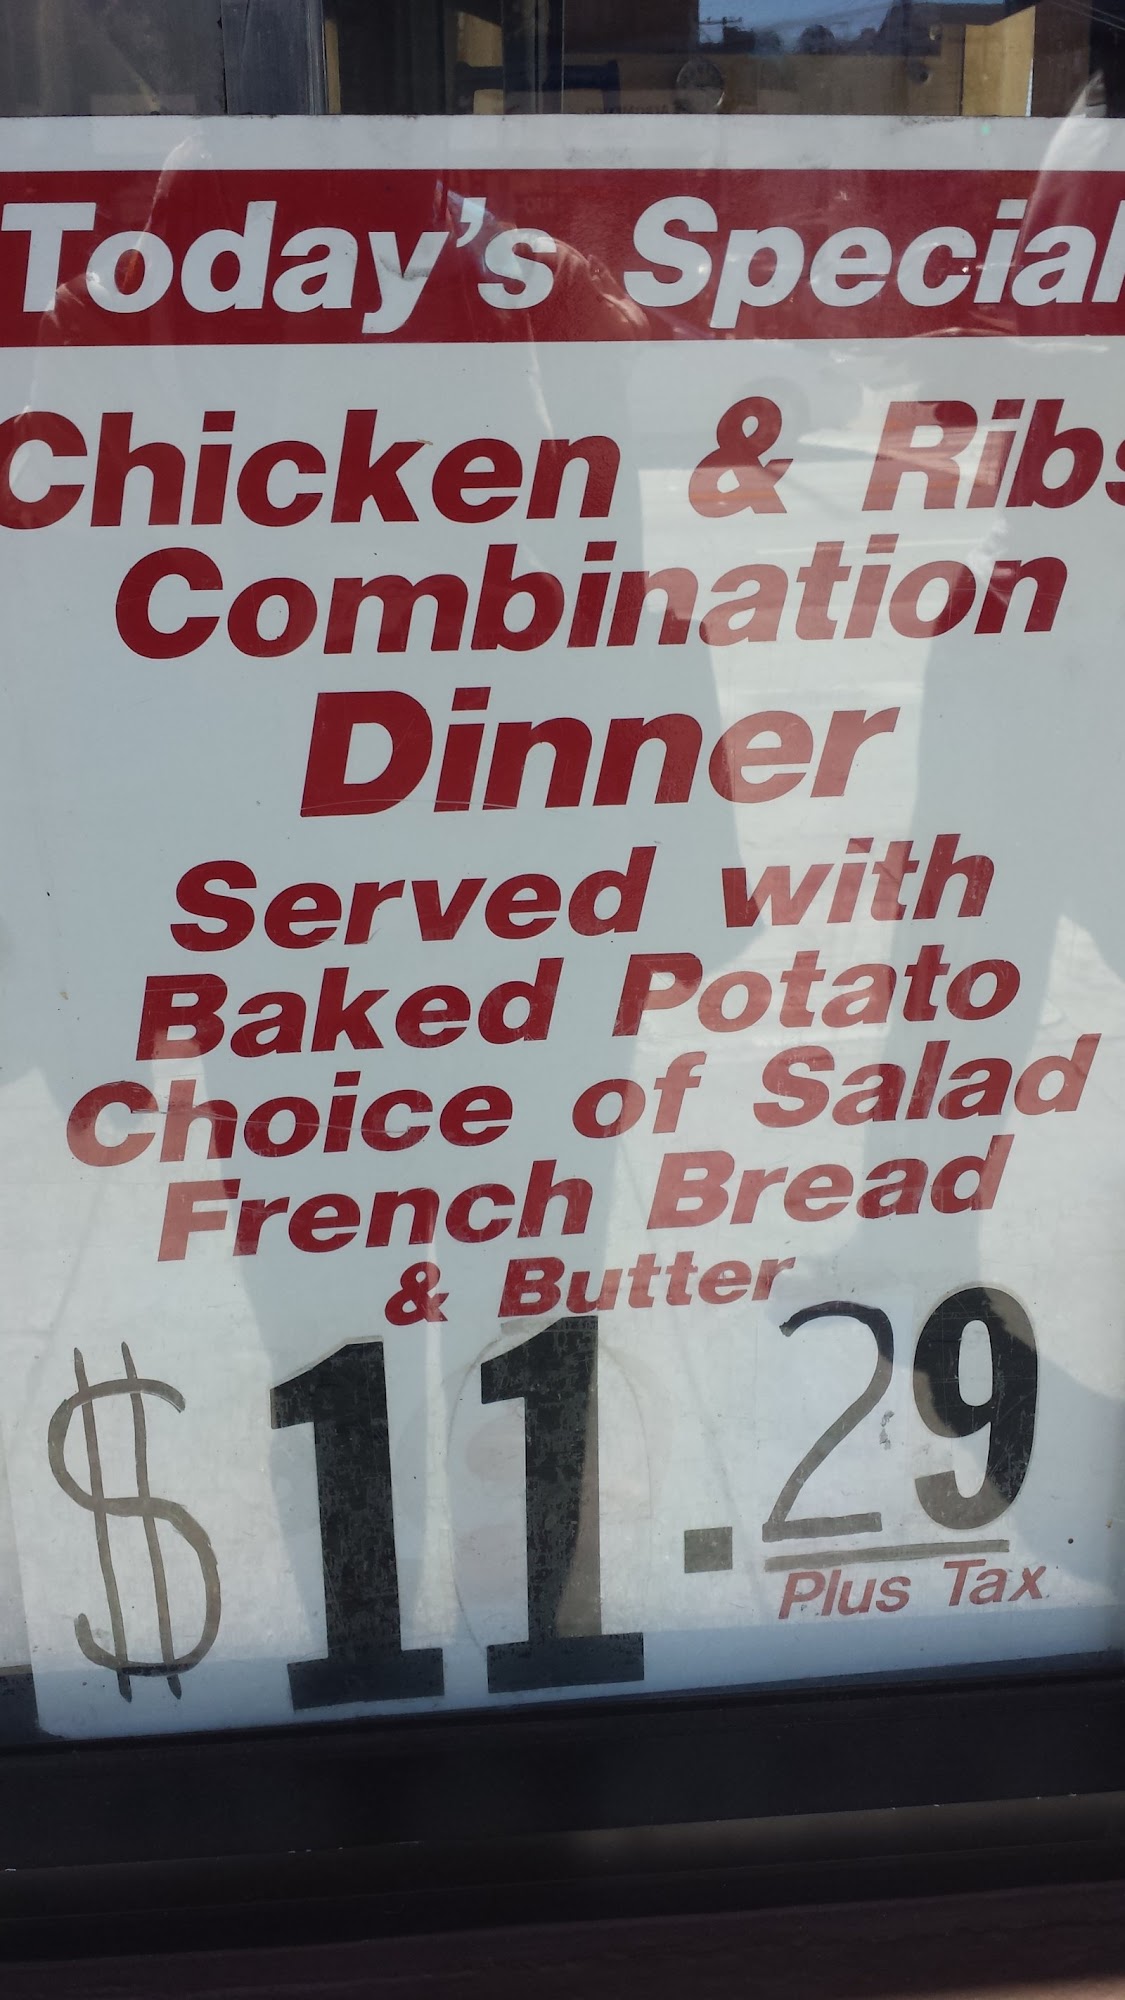 Today's Special
Chicken & Ribs
Combination
Dinner
Served with
Baked Potato
Choice of Salad
French Bread
& Butter
$11.29
Plus Tax